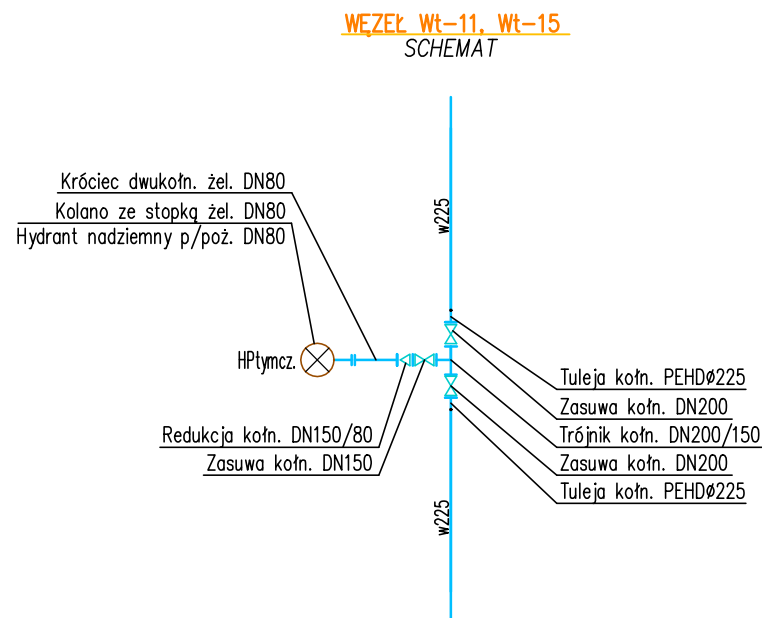 WĘZEŁ Wt-11, Wt-15
SCHEMAT
Króciec dwukołn. żel. DN80
Kolano ze stopką żel. DN80
Hydrant nadziemny p/poż. DN80
w225
HPtymcz.
Tuleja kołn. PEHDø225
Zasuwa kołn. DN200
Redukcja kołn. DN150/80
Trójnik kołn. DN200/150
Zasuwa kołn. DN150
Zasuwa kołn. DN200
Tuleja kołn. PEHDø225
w225